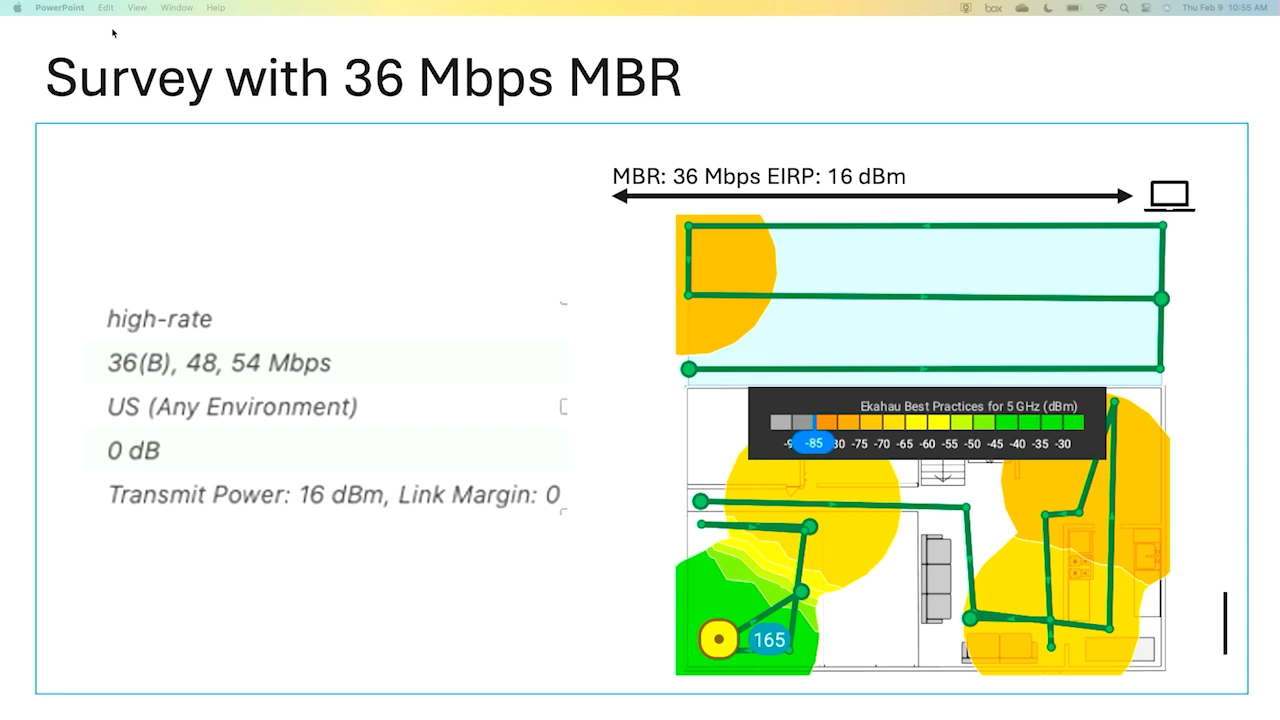 PowerPoint Edit View Window Help box Thu Feb 9 10:55 AM
Survey with 36 Mbps MBR
MBR: 36 Mbps EIRP: 16 dBm
high-rate
36(B), 48, 54 Mbps
US (Any Environment)
0 dB
Transmit Power: 16 dBm, Link Margin: 0
Ekahau Best Practices for 5 GHz (dBm)
-85 -75 -70 -65 -60 -55 -50 -45 -40 -35 -30
165